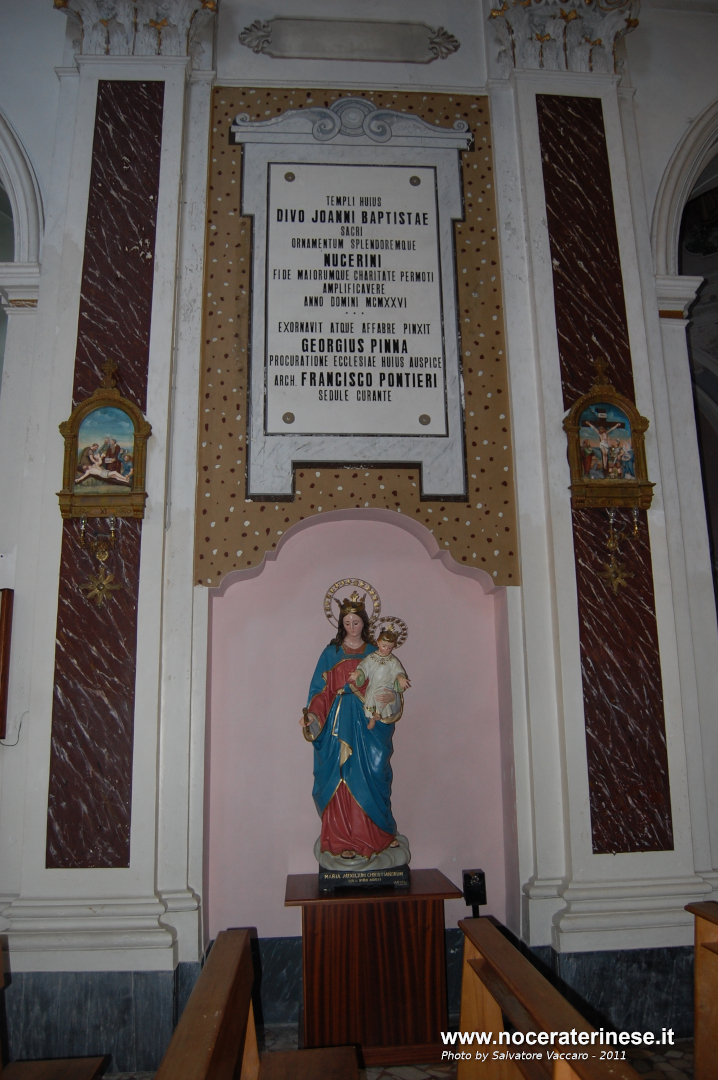 TEMPLI HUIUS
DIVO JOANNI BAPTISTAE
SACRI
ORNAMENTUM SPLENDOREMQUE
NUCERINI
FIDE MAIORUMQUE CHARITATE PERMOTI
AMPLIFICAVERE
ANNO DOMINI MCMXXVI
• • •
EXORNAVIT ATQUE AFFABRE PINXIT
GEORGIUS PINNA
PROCURATIONE ECCLESIAE HUIUS AUSPICE
ARCH. FRANCISCO PONTIERI
SEDULE CURANTE
MARIA AUXILIUM CHRISTIANORUM
www.noceraterinese.it
Photo by Salvatore Vaccaro - 2011